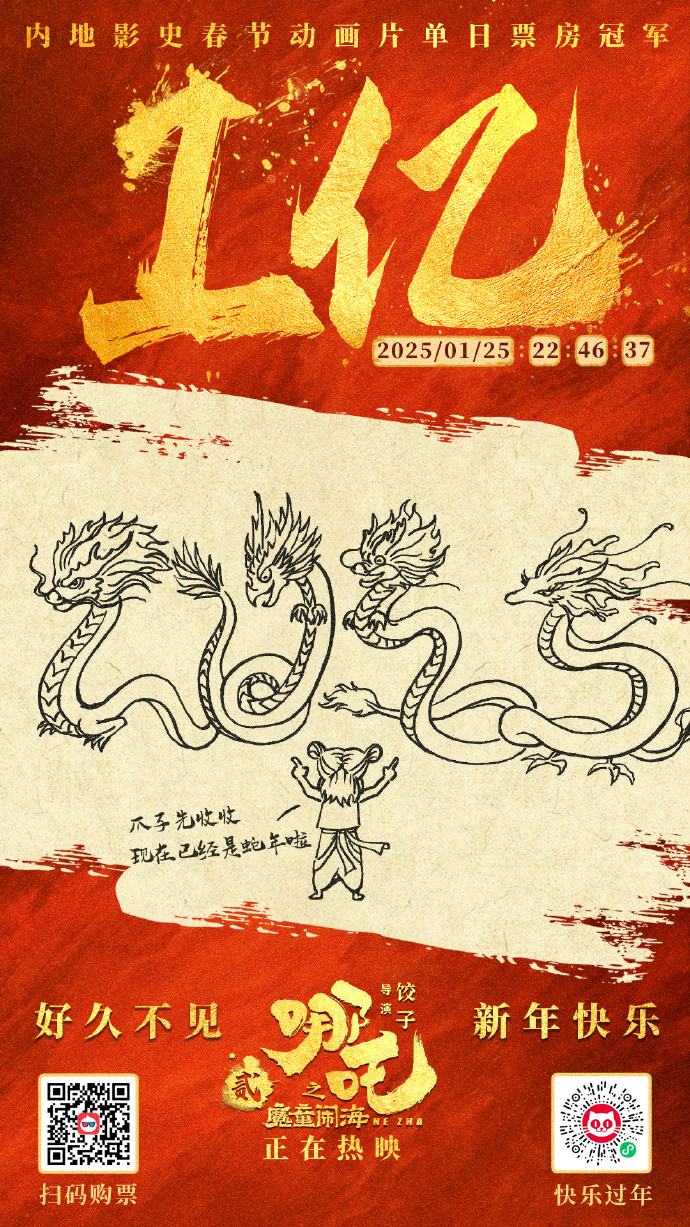 内地影史春节动画片单日票房冠军
工亿
2025/01/25:22:46:37
2025
爪子先收收
现在已经是蛇年啦
好久不见
导演
饺子
哪吒
贰
之
魔童闹海
NE ZHA
正在热映
新年快乐
扫码购票
快乐过年